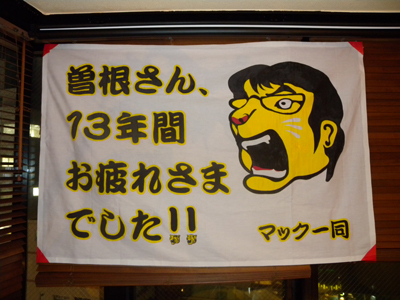 曽根さん、
13年間
お疲れさま
でした!!
マック一同